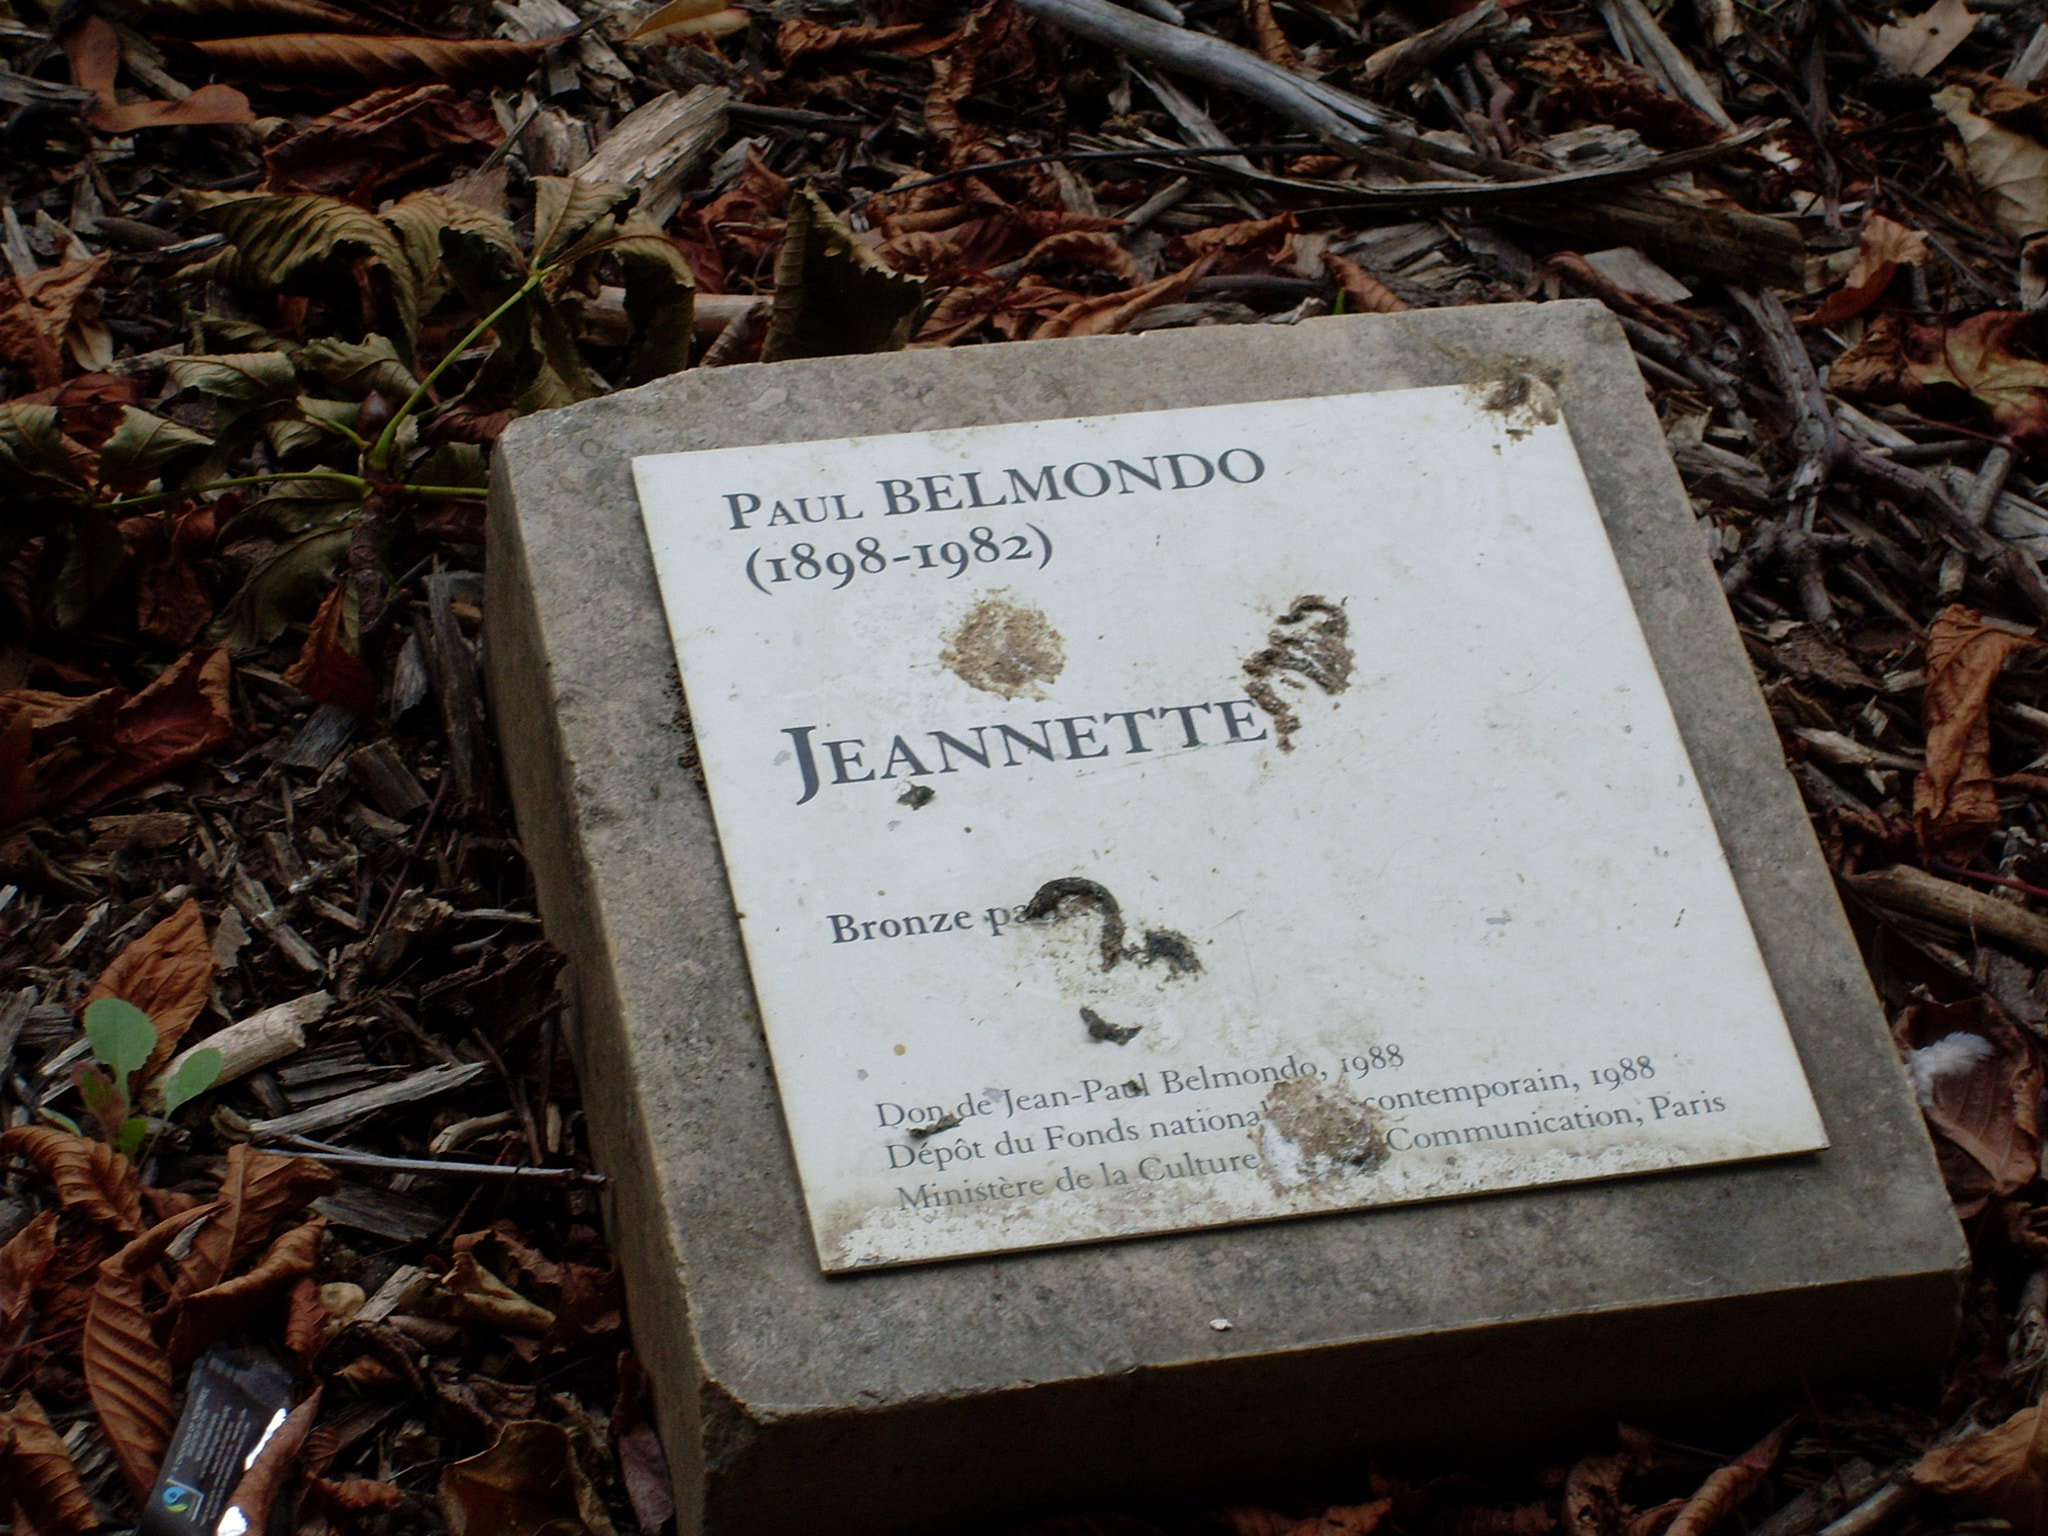 Paul BELMONDO
(1898-1982)
JEANNETTE
Bronze
Don de Jean-Paul Belmondo, 1988
Dépôt du Fonds national contemporain, 1988
Ministère de la Culture Communication, Paris